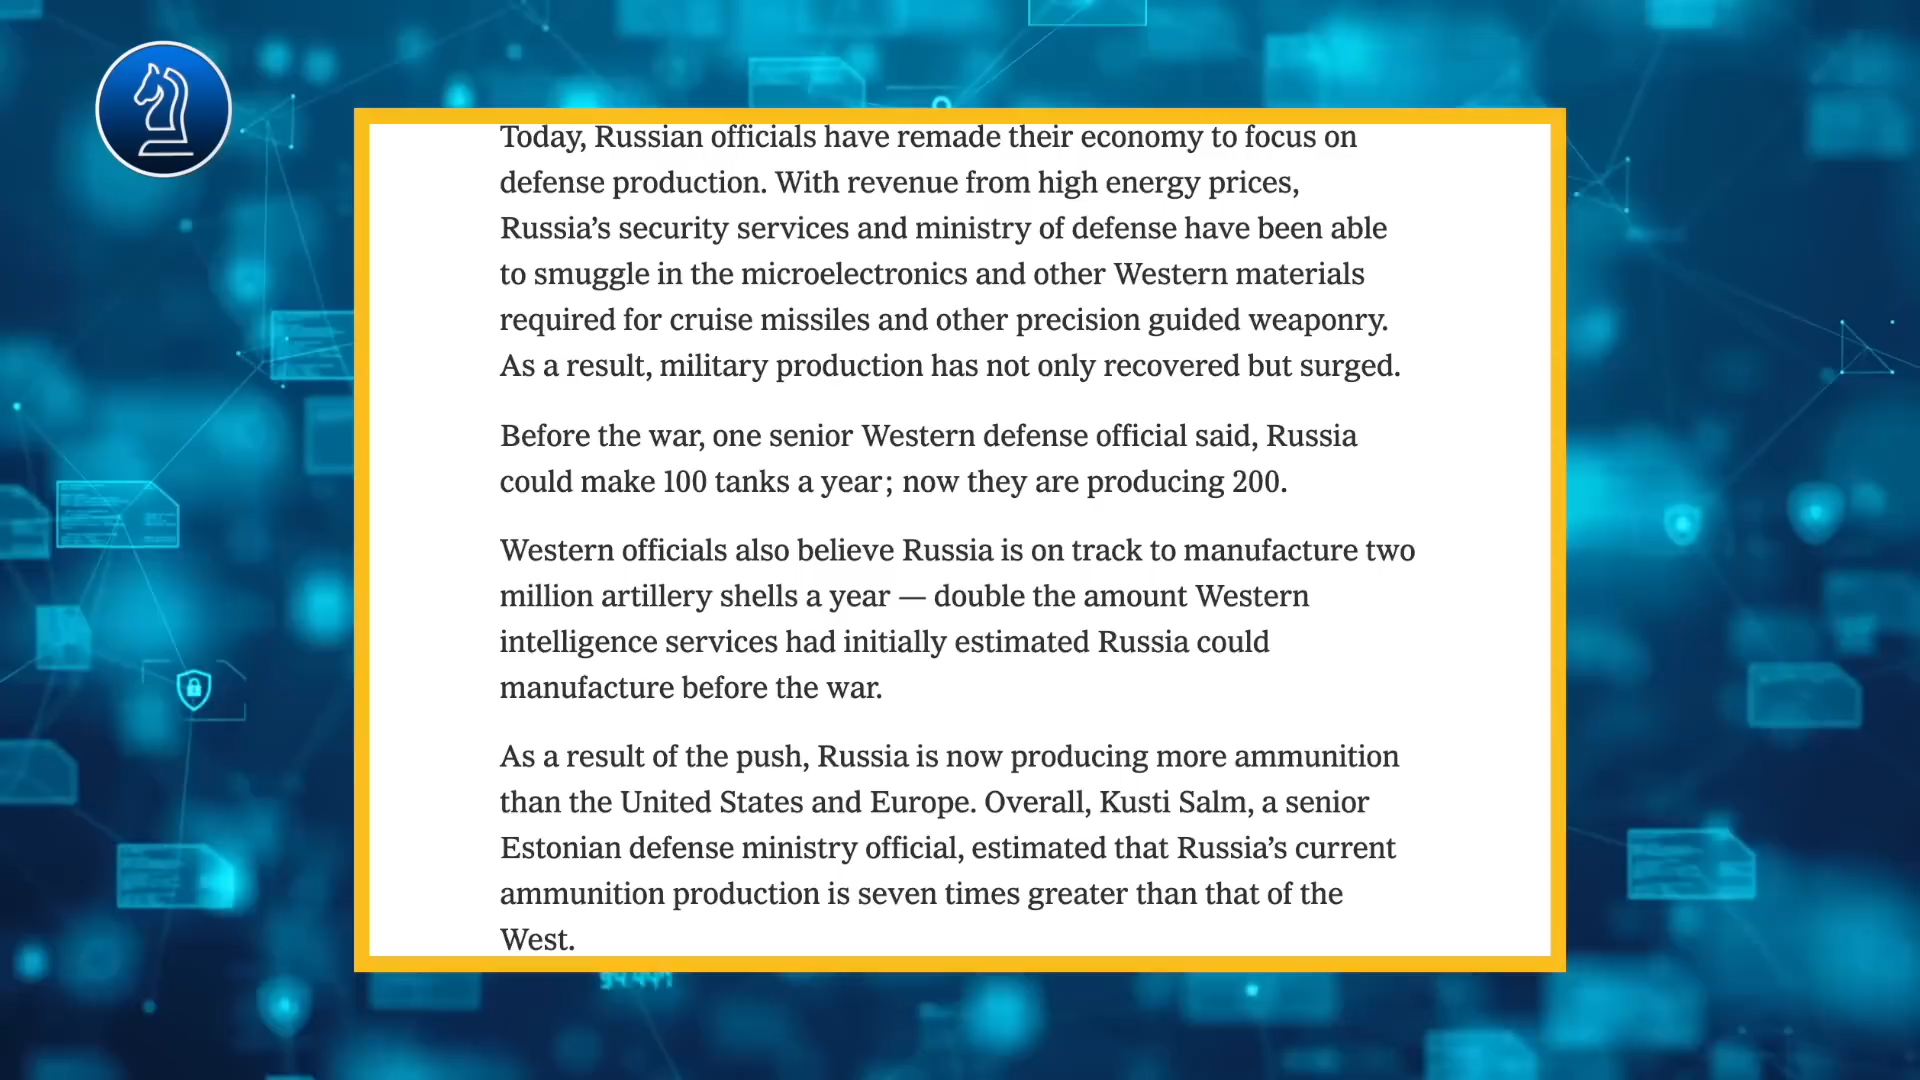 Today, Russian officials have remade their economy to focus on
defense production. With revenue from high energy prices,
Russia’s security services and ministry of defense have been able
to smuggle in the microelectronics and other Western materials
required for cruise missiles and other precision guided weaponry.
As a result, military production has not only recovered but surged.
Before the war, one senior Western defense official said, Russia
could make 100 tanks a year; now they are producing 200.
Western officials also believe Russia is on track to manufacture two
million artillery shells a year — double the amount Western
intelligence services had initially estimated Russia could
manufacture before the war.
As a result of the push, Russia is now producing more ammunition
than the United States and Europe. Overall, Kusti Salm, a senior
Estonian defense ministry official, estimated that Russia’s current
ammunition production is seven times greater than that of the
West.